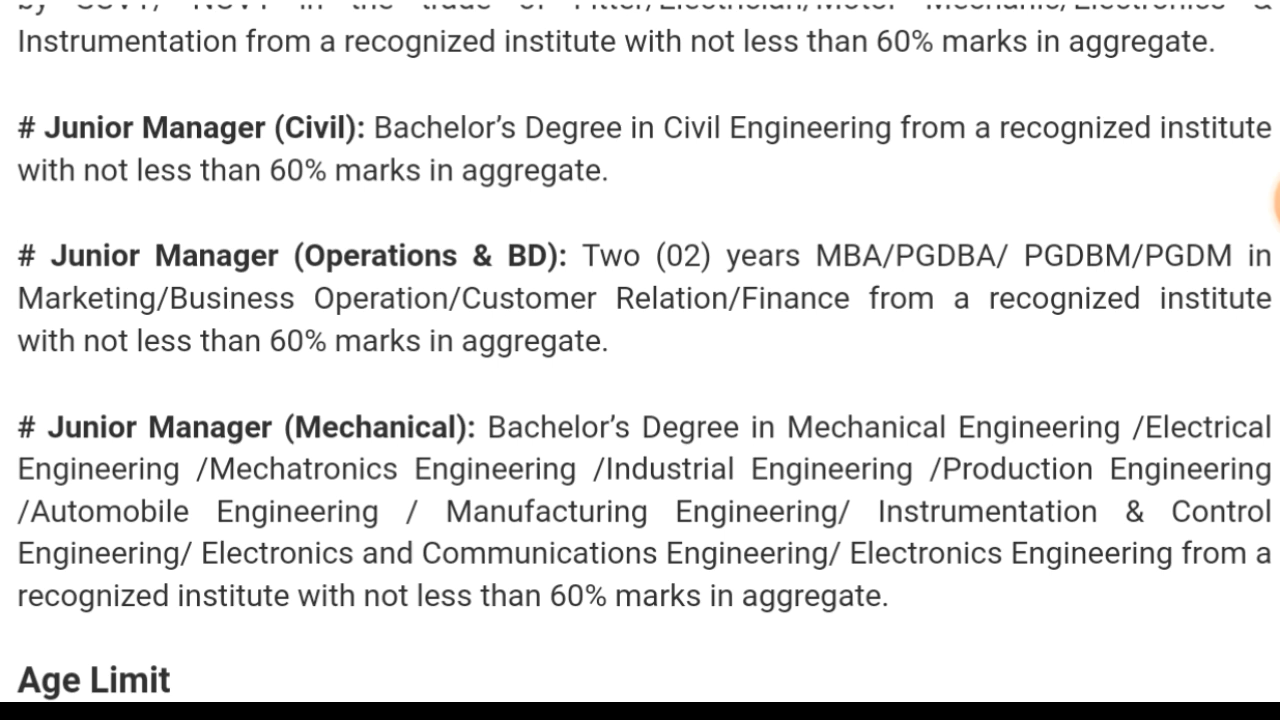 Instrumentation from a recognized institute with not less than 60% marks in aggregate.
# Junior Manager (Civil): Bachelor’s Degree in Civil Engineering from a recognized institute
with not less than 60% marks in aggregate.
# Junior Manager (Operations & BD): Two (02) years MBA/PGDBA/ PGDBM/PGDM in
Marketing/Business Operation/Customer Relation/Finance from a recognized institute
with not less than 60% marks in aggregate.
# Junior Manager (Mechanical): Bachelor’s Degree in Mechanical Engineering /Electrical
Engineering /Mechatronics Engineering /Industrial Engineering /Production Engineering
/Automobile Engineering / Manufacturing Engineering/ Instrumentation & Control
Engineering/ Electronics and Communications Engineering/ Electronics Engineering from a
recognized institute with not less than 60% marks in aggregate.
Age Limit